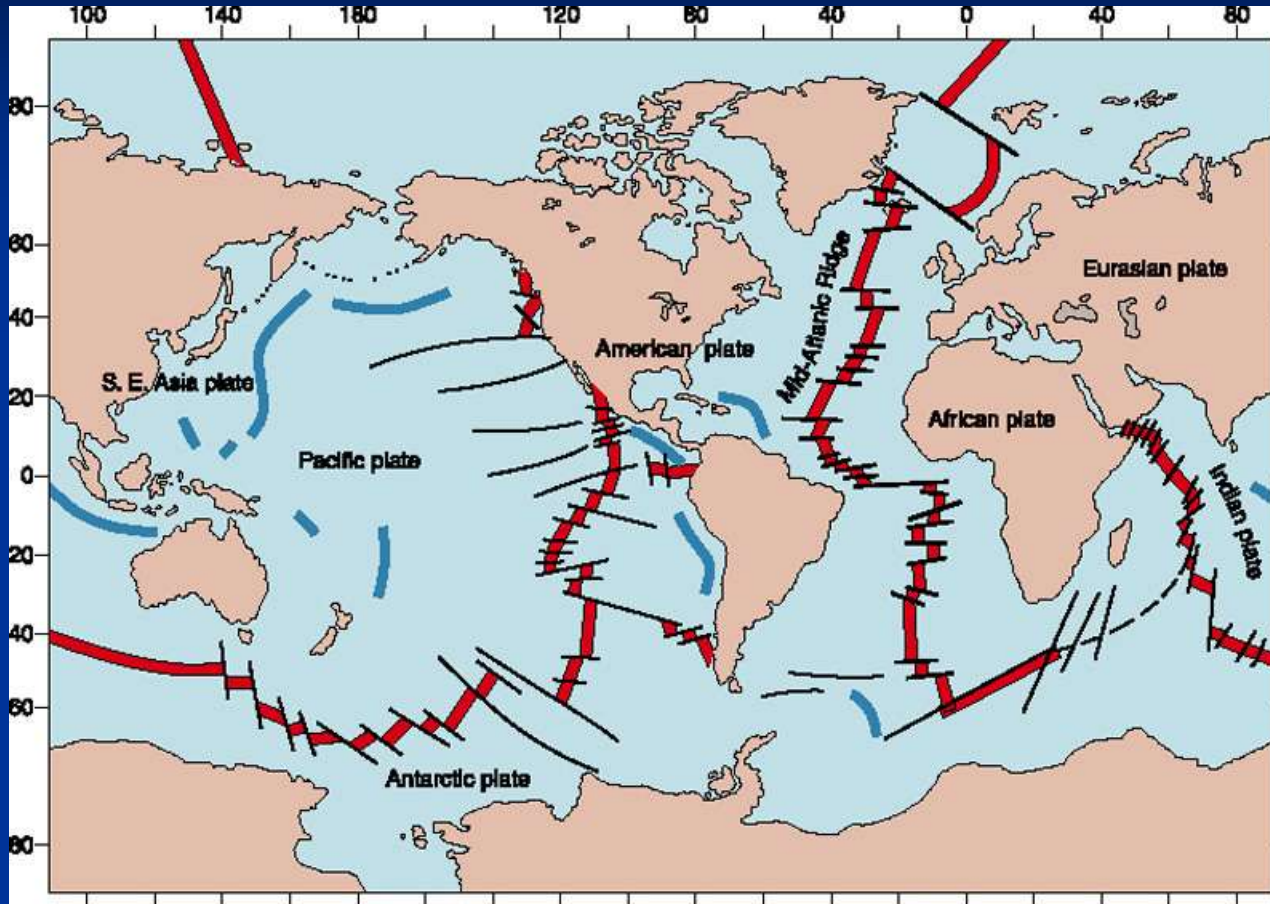 100 140 180 120 80 40 0 40 80
80
60
40
20
0
20
40
60
80
Eurasian plate
Mid-Atlantic Ridge
American plate
S. E. Asia plate
African plate
Pacific plate
Indian plate
Antarctic plate